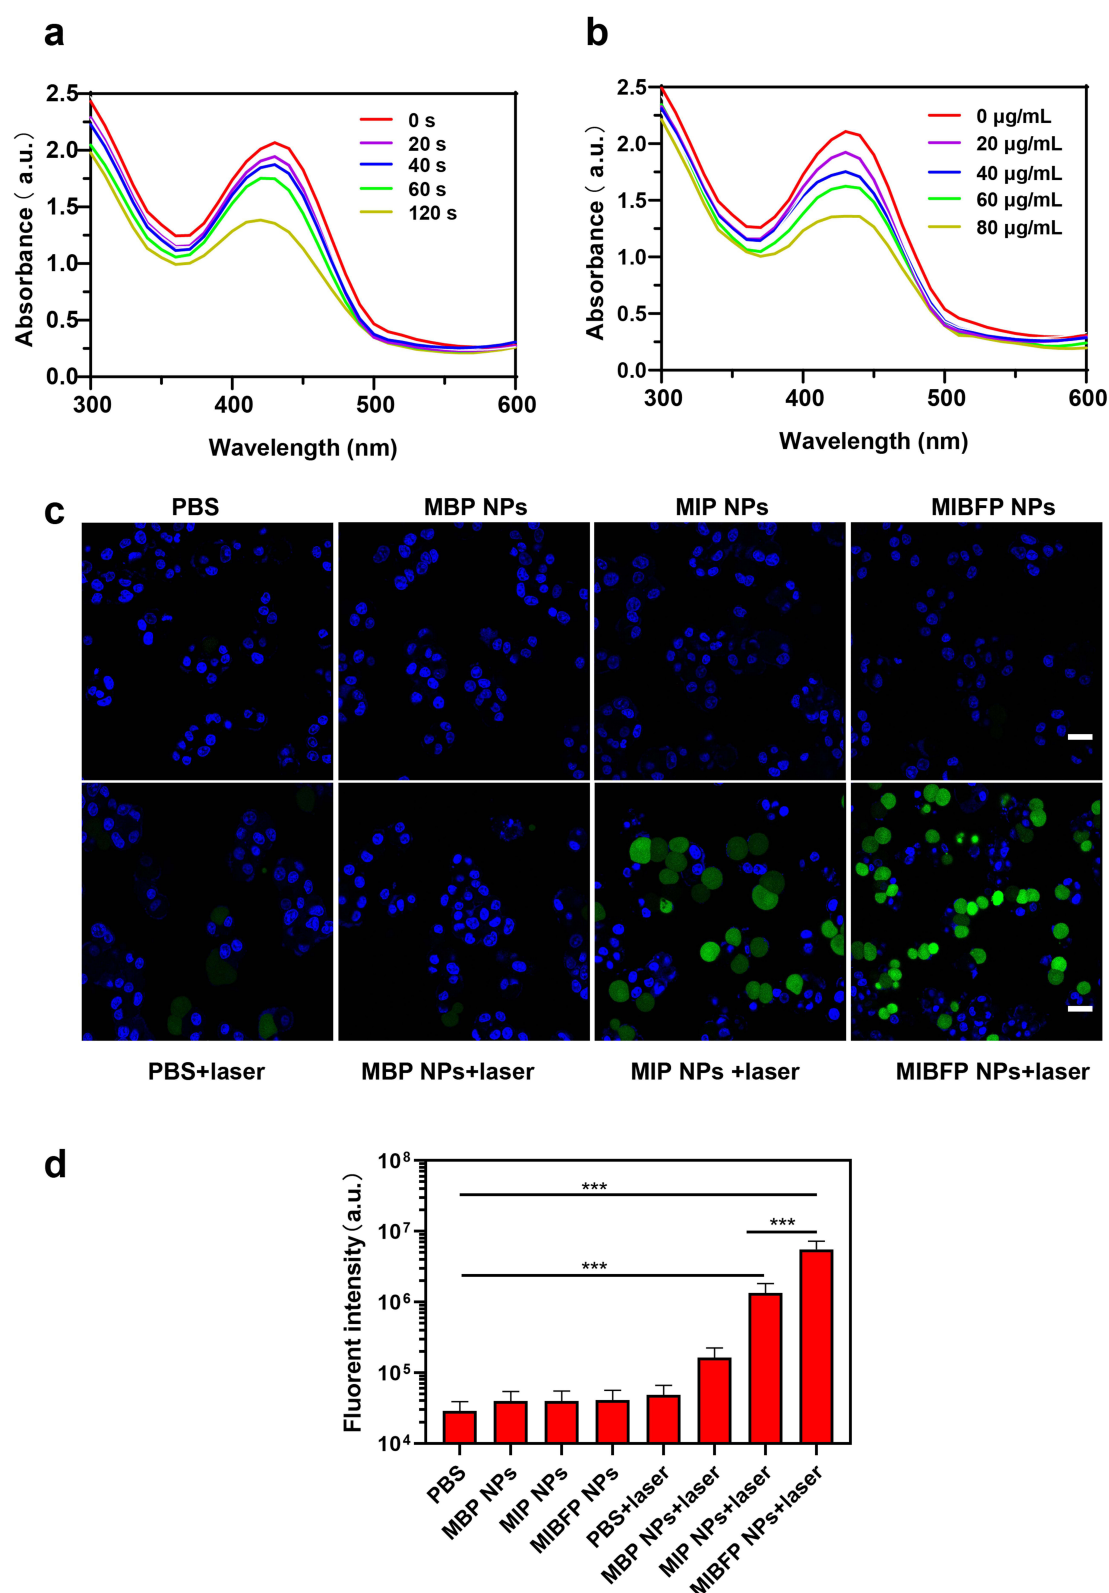 a
2.5
2.0
1.5
1.0
0.5
0.0
Absorbance（a.u.）
300
400
500
600
Wavelength (nm)
0 s
20 s
40 s
60 s
120 s
b
2.5
2.0
1.5
1.0
0.5
0.0
Absorbance（a.u.）
300
400
500
600
Wavelength (nm)
0 µg/mL
20 µg/mL
40 µg/mL
60 µg/mL
80 µg/mL
c
PBS
MBP NPs
MIP NPs
MIBFP NPs
PBS+laser
MBP NPs+laser
MIP NPs +laser
MIBFP NPs+laser
d
10⁸
10⁷
10⁶
10⁵
10⁴
Fluorent intensity（a.u.）
***
***
***
PBS
MBP NPs
MIP NPs
MIBFP NPs
PBS+laser
MBP NPs+laser
MIP NPs+laser
MIBFP NPs+laser